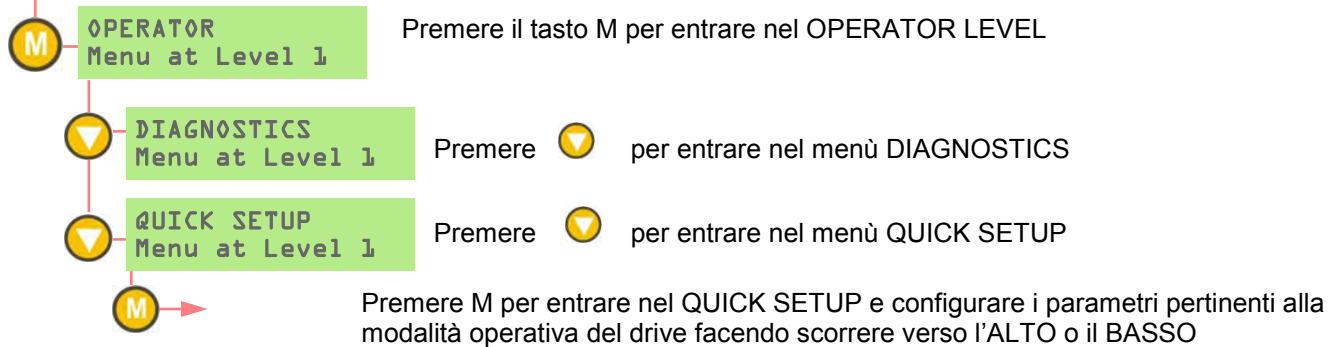 M
OPERATOR
Menu at Level 1
Premere il tasto M per entrare nel OPERATOR LEVEL
DIAGNOSTICS
Menu at Level 1
Premere per entrare nel menù DIAGNOSTICS
QUICK SETUP
Menu at Level 1
Premere per entrare nel menù QUICK SETUP
M
Premere M per entrare nel QUICK SETUP e configurare i parametri pertinenti alla
modalità operativa del drive facendo scorrere verso l’ALTO o il BASSO